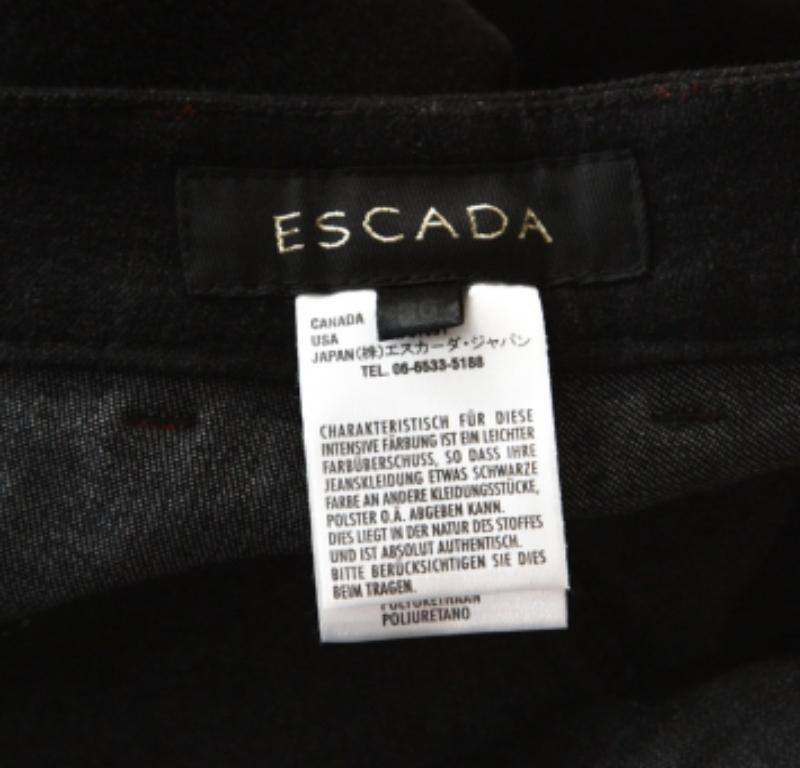 ESCADA
CANADA
USA
JAPAN(株)エスカーダ・ジャパン
TEL. 06-6533-5188
CHARAKTERISTISCH FÜR DIESE
INTENSIVE FÄRBUNG IST EIN LEICHTER
FARBÜBERSCHUSS, SO DASS IHRE
JEANSKLEIDUNG ETWAS SCHWARZE
FARBE AN ANDERE KLEIDUNGSSTÜCKE,
POLSTER O.Ä. ABGEBEN KANN.
DIES LIEGT IN DER NATUR DES STOFFES
UND IST ABSOLUT AUTHENTISCH.
BITTE BERÜCKSICHTIGEN SIE DIES
BEIM TRAGEN.
POLIURETANO